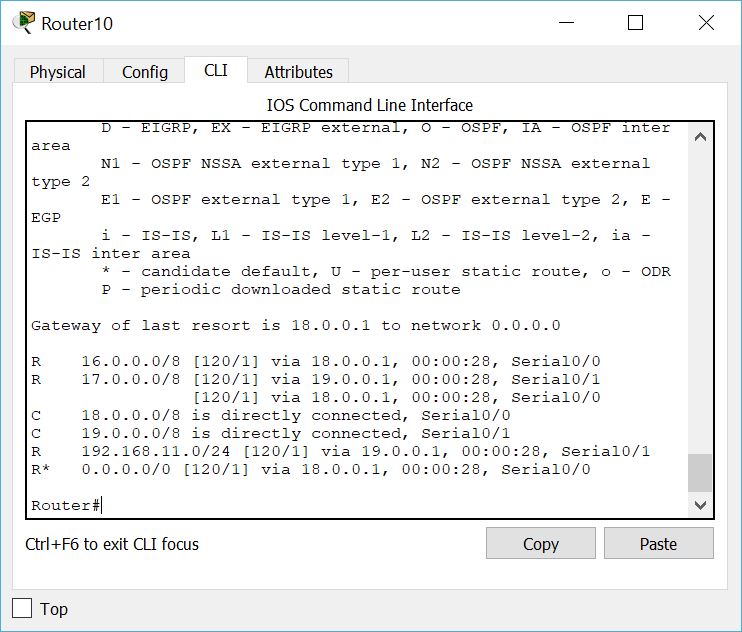 Router10
Physical Config CLI Attributes
IOS Command Line Interface
D - EIGRP, EX - EIGRP external, O - OSPF, IA - OSPF inter
area
N1 - OSPF NSSA external type 1, N2 - OSPF NSSA external
type 2
E1 - OSPF external type 1, E2 - OSPF external type 2, E -
EGP
i - IS-IS, L1 - IS-IS level-1, L2 - IS-IS level-2, ia -
IS-IS inter area
* - candidate default, U - per-user static route, o - ODR
P - periodic downloaded static route
Gateway of last resort is 18.0.0.1 to network 0.0.0.0
R 16.0.0.0/8 [120/1] via 18.0.0.1, 00:00:28, Serial0/0
R 17.0.0.0/8 [120/1] via 19.0.0.1, 00:00:28, Serial0/1
[120/1] via 18.0.0.1, 00:00:28, Serial0/0
C 18.0.0.0/8 is directly connected, Serial0/0
C 19.0.0.0/8 is directly connected, Serial0/1
R 192.168.11.0/24 [120/1] via 19.0.0.1, 00:00:28, Serial0/1
R* 0.0.0.0/0 [120/1] via 18.0.0.1, 00:00:28, Serial0/0
Router#
Ctrl+F6 to exit CLI focus Copy Paste
Top